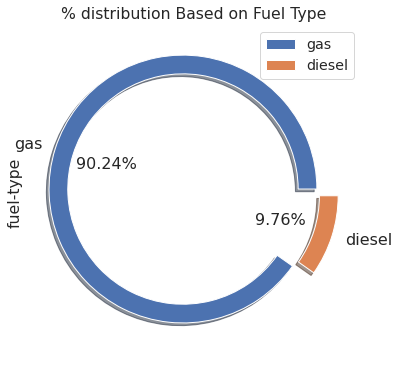 % distribution Based on Fuel Type
gas
diesel
gas
90.24%
fuel-type
9.76%
diesel